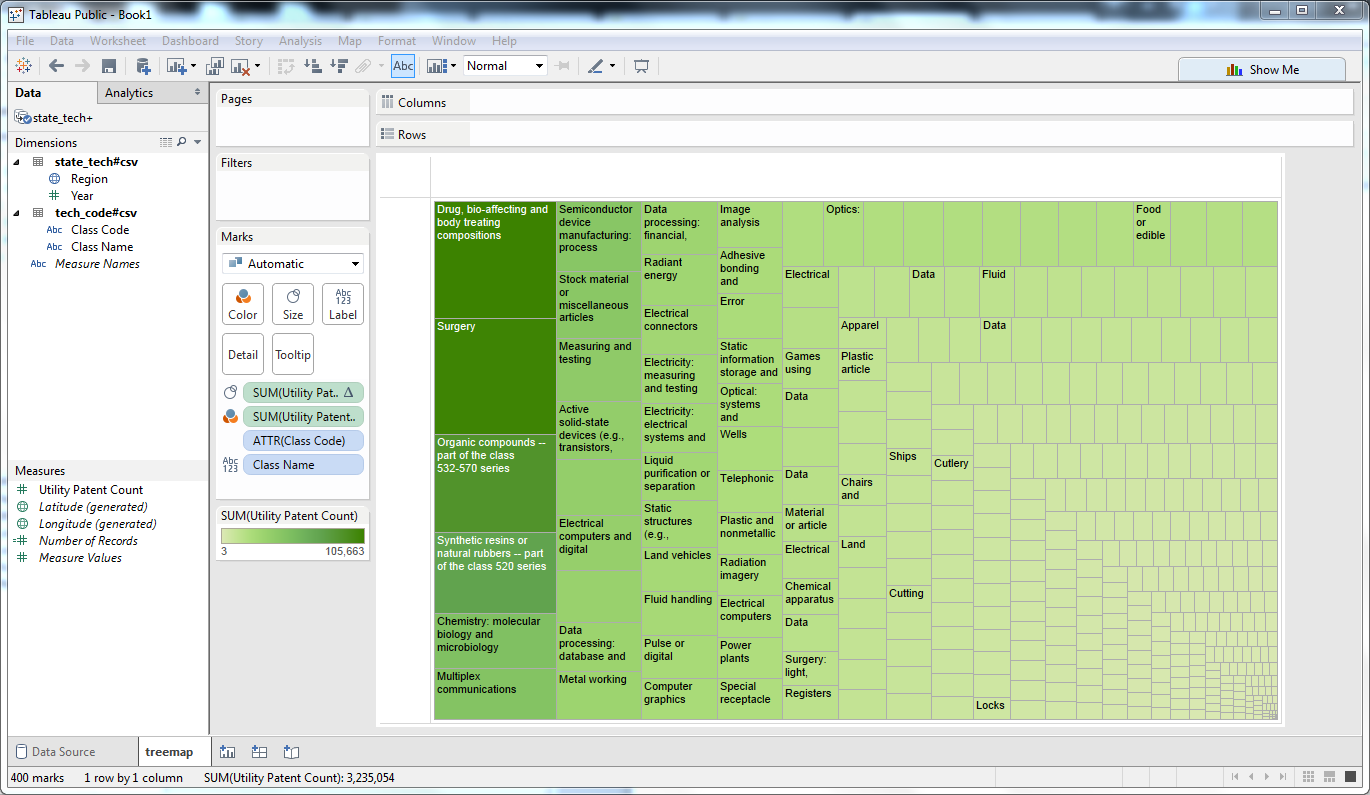 Tableau Public - Book1
File Data Worksheet Dashboard Story Analysis Map Format Window Help
Abc
Normal
Show Me
Data
Analytics
state_tech+
Dimensions
state_tech#csv
Region
Year
tech_code#csv
Abc Class Code
Abc Class Name
Abc Measure Names
Measures
Utility Patent Count
Latitude (generated)
Longitude (generated)
Number of Records
Measure Values
Pages
Filters
Marks
Automatic
Color
Size
Abc
123
Label
Detail
Tooltip
SUM(Utility Pat.. Δ
SUM(Utility Patent..
ATTR(Class Code)
Abc
123
Class Name
SUM(Utility Patent Count)
3
105,663
Columns
Rows
Drug, bio-affecting and
body treating
compositions
Surgery
Organic compounds --
part of the class
532-570 series
Synthetic resins or
natural rubbers -- part
of the class 520 series
Chemistry: molecular
biology and
microbiology
Multiplex
communications
Semiconductor
device
manufacturing:
process
Stock material
or
miscellaneous
articles
Measuring and
testing
Active
solid-state
devices (e.g.,
transistors,
Electrical
computers and
digital
Data
processing:
database and
Metal working
Data
processing:
financial,
Radiant
energy
Electrical
connectors
Electricity:
measuring
and testing
Electricity:
electrical
systems and
Liquid
purification or
separation
Static
structures
(e.g.,
Land vehicles
Fluid handling
Pulse or
digital
Computer
graphics
Image
analysis
Adhesive
bonding
and
Error
Static
information
storage and
Optical:
systems
and
Wells
Telephonic
Plastic and
nonmetallic
Radiation
imagery
Electrical
computers
Power
plants
Special
receptacle
Electrical
Games
using
Data
Data
Material
or article
Electrical
Chemical
apparatus
Data
Surgery:
light,
Registers
Optics:
Food
or
edible
Data
Fluid
Apparel
Data
Plastic
article
Chairs
and
Land
Ships
Cutting
Cutlery
Locks
Data Source
treemap
400 marks
1 row by 1 column
SUM(Utility Patent Count): 3,235,054